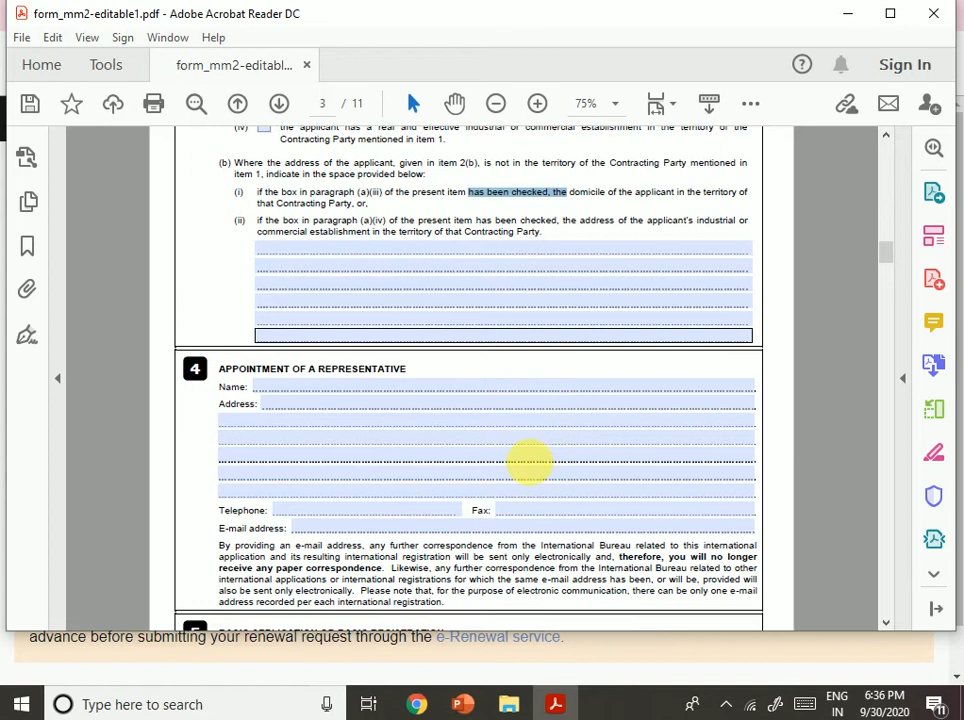 form_mm2-editable1.pdf - Adobe Acrobat Reader DC
File Edit View Sign Window Help
Home Tools form_mm2-editabl... × Sign In
3 / 11 75%
(iv) the applicant has a real and effective industrial or commercial establishment in the territory of the
Contracting Party mentioned in item 1.
(b) Where the address of the applicant, given in item 2(b), is not in the territory of the Contracting Party mentioned in
item 1, indicate in the space provided below:
(i) if the box in paragraph (a)(iii) of the present item has been checked, the domicile of the applicant in the territory of
that Contracting Party, or,
(ii) if the box in paragraph (a)(iv) of the present item has been checked, the address of the applicant's industrial or
commercial establishment in the territory of that Contracting Party.
4 APPOINTMENT OF A REPRESENTATIVE
Name:
Address:
Telephone: Fax:
E-mail address:
By providing an e-mail address, any further correspondence from the International Bureau related to this international
application and its resulting international registration will be sent only electronically and, therefore, you will no longer
receive any paper correspondence. Likewise, any further correspondence from the International Bureau related to other
international applications or international registrations for which the same e-mail address has been, or will be, provided will
also be sent only electronically. Please note that, for the purpose of electronic communication, there can be only one e-mail
address recorded per each international registration.
advance before submitting your renewal request through the e-Renewal service.
Type here to search
ENG 6:36 PM
IN 9/30/2020 11